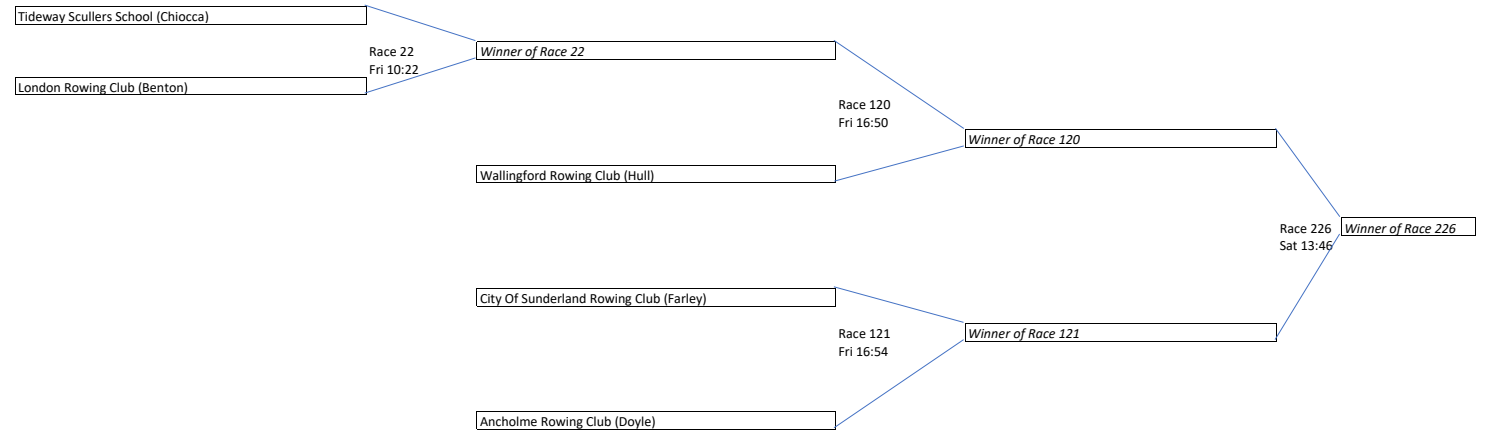 Tideway Scullers School (Chiocca)
Race 22
Fri 10:22
Winner of Race 22
London Rowing Club (Benton)
Race 120
Fri 16:50
Winner of Race 120
Wallingford Rowing Club (Hull)
Race 226
Sat 13:46
Winner of Race 226
City Of Sunderland Rowing Club (Farley)
Race 121
Fri 16:54
Winner of Race 121
Ancholme Rowing Club (Doyle)